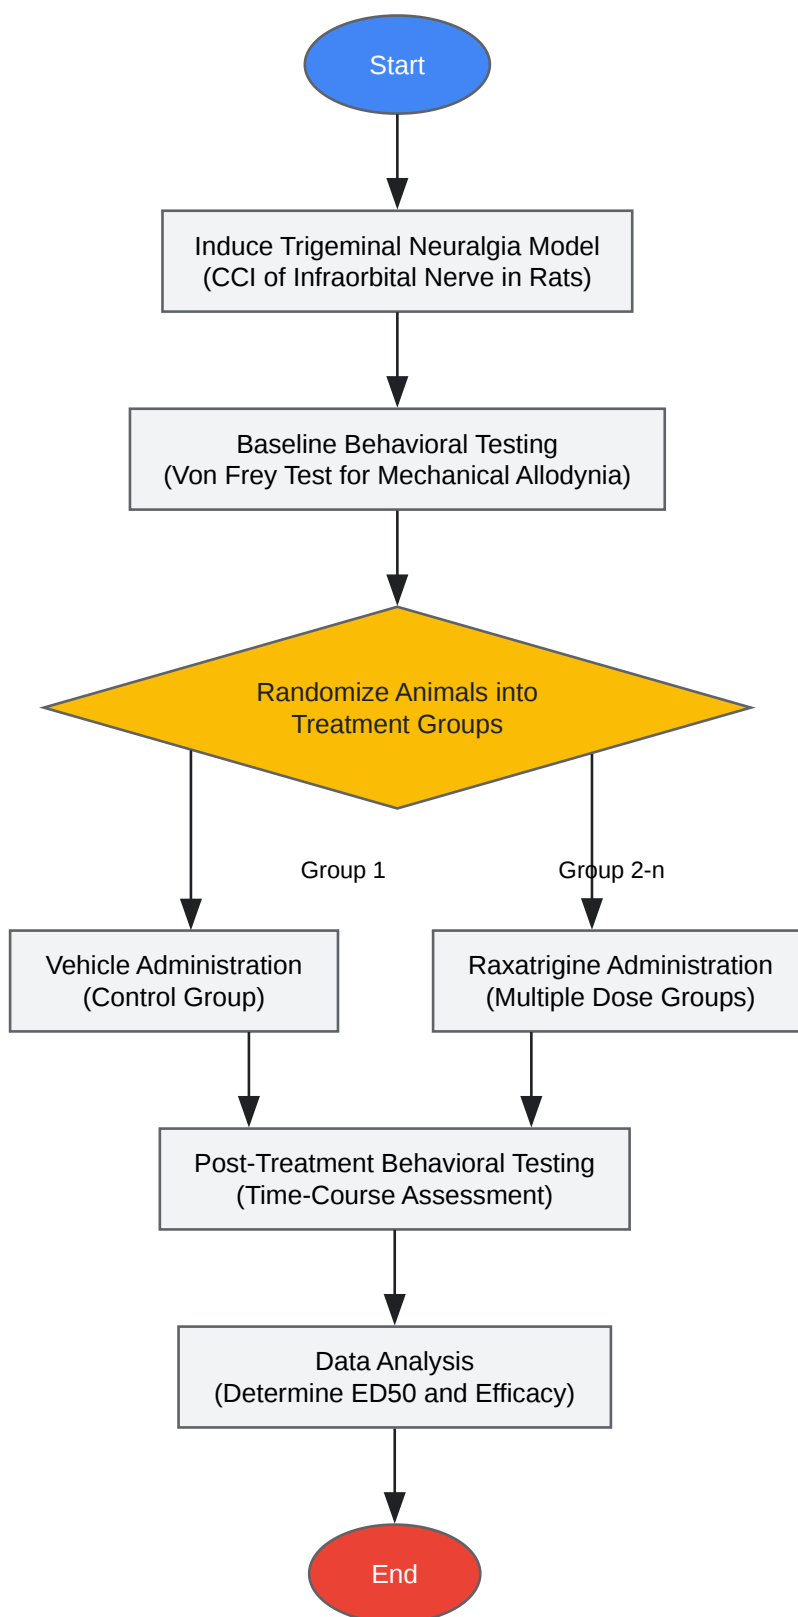 Start
Induce Trigeminal Neuralgia Model
(CCI of Infraorbital Nerve in Rats)
Baseline Behavioral Testing
(Von Frey Test for Mechanical Allodynia)
Randomize Animals into
Treatment Groups
Group 1
Group 2-n
Vehicle Administration
(Control Group)
Raxatrigine Administration
(Multiple Dose Groups)
Post-Treatment Behavioral Testing
(Time-Course Assessment)
Data Analysis
(Determine ED50 and Efficacy)
End